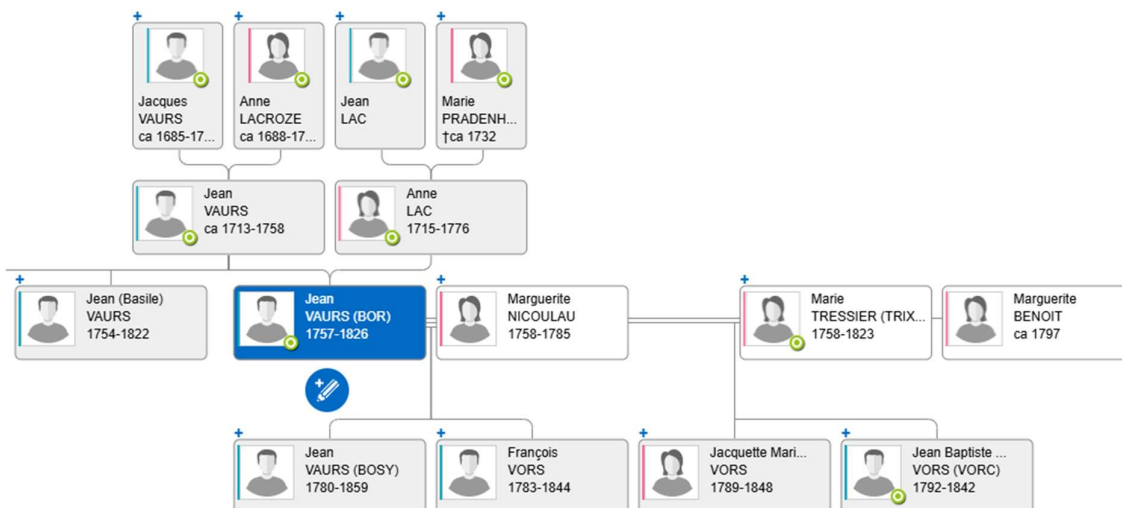 Jacques
VAURS
ca 1685-17...
Anne
LACROZE
ca 1688-17...
Jean
LAC
Marie
PRADENH...
†ca 1732
Jean
VAURS
ca 1713-1758
Anne
LAC
1715-1776
Jean (Basile)
VAURS
1754-1822
Jean
VAURS (BOR)
1757-1826
Marguerite
NICOULAU
1758-1785
Marie
TRESSIER (TRIX...
1758-1823
Marguerite
BENOIT
ca 1797
Jean
VAURS (BOSY)
1780-1859
François
VORS
1783-1844
Jacquette Mari...
VORS
1789-1848
Jean Baptiste ...
VORS (VORC)
1792-1842